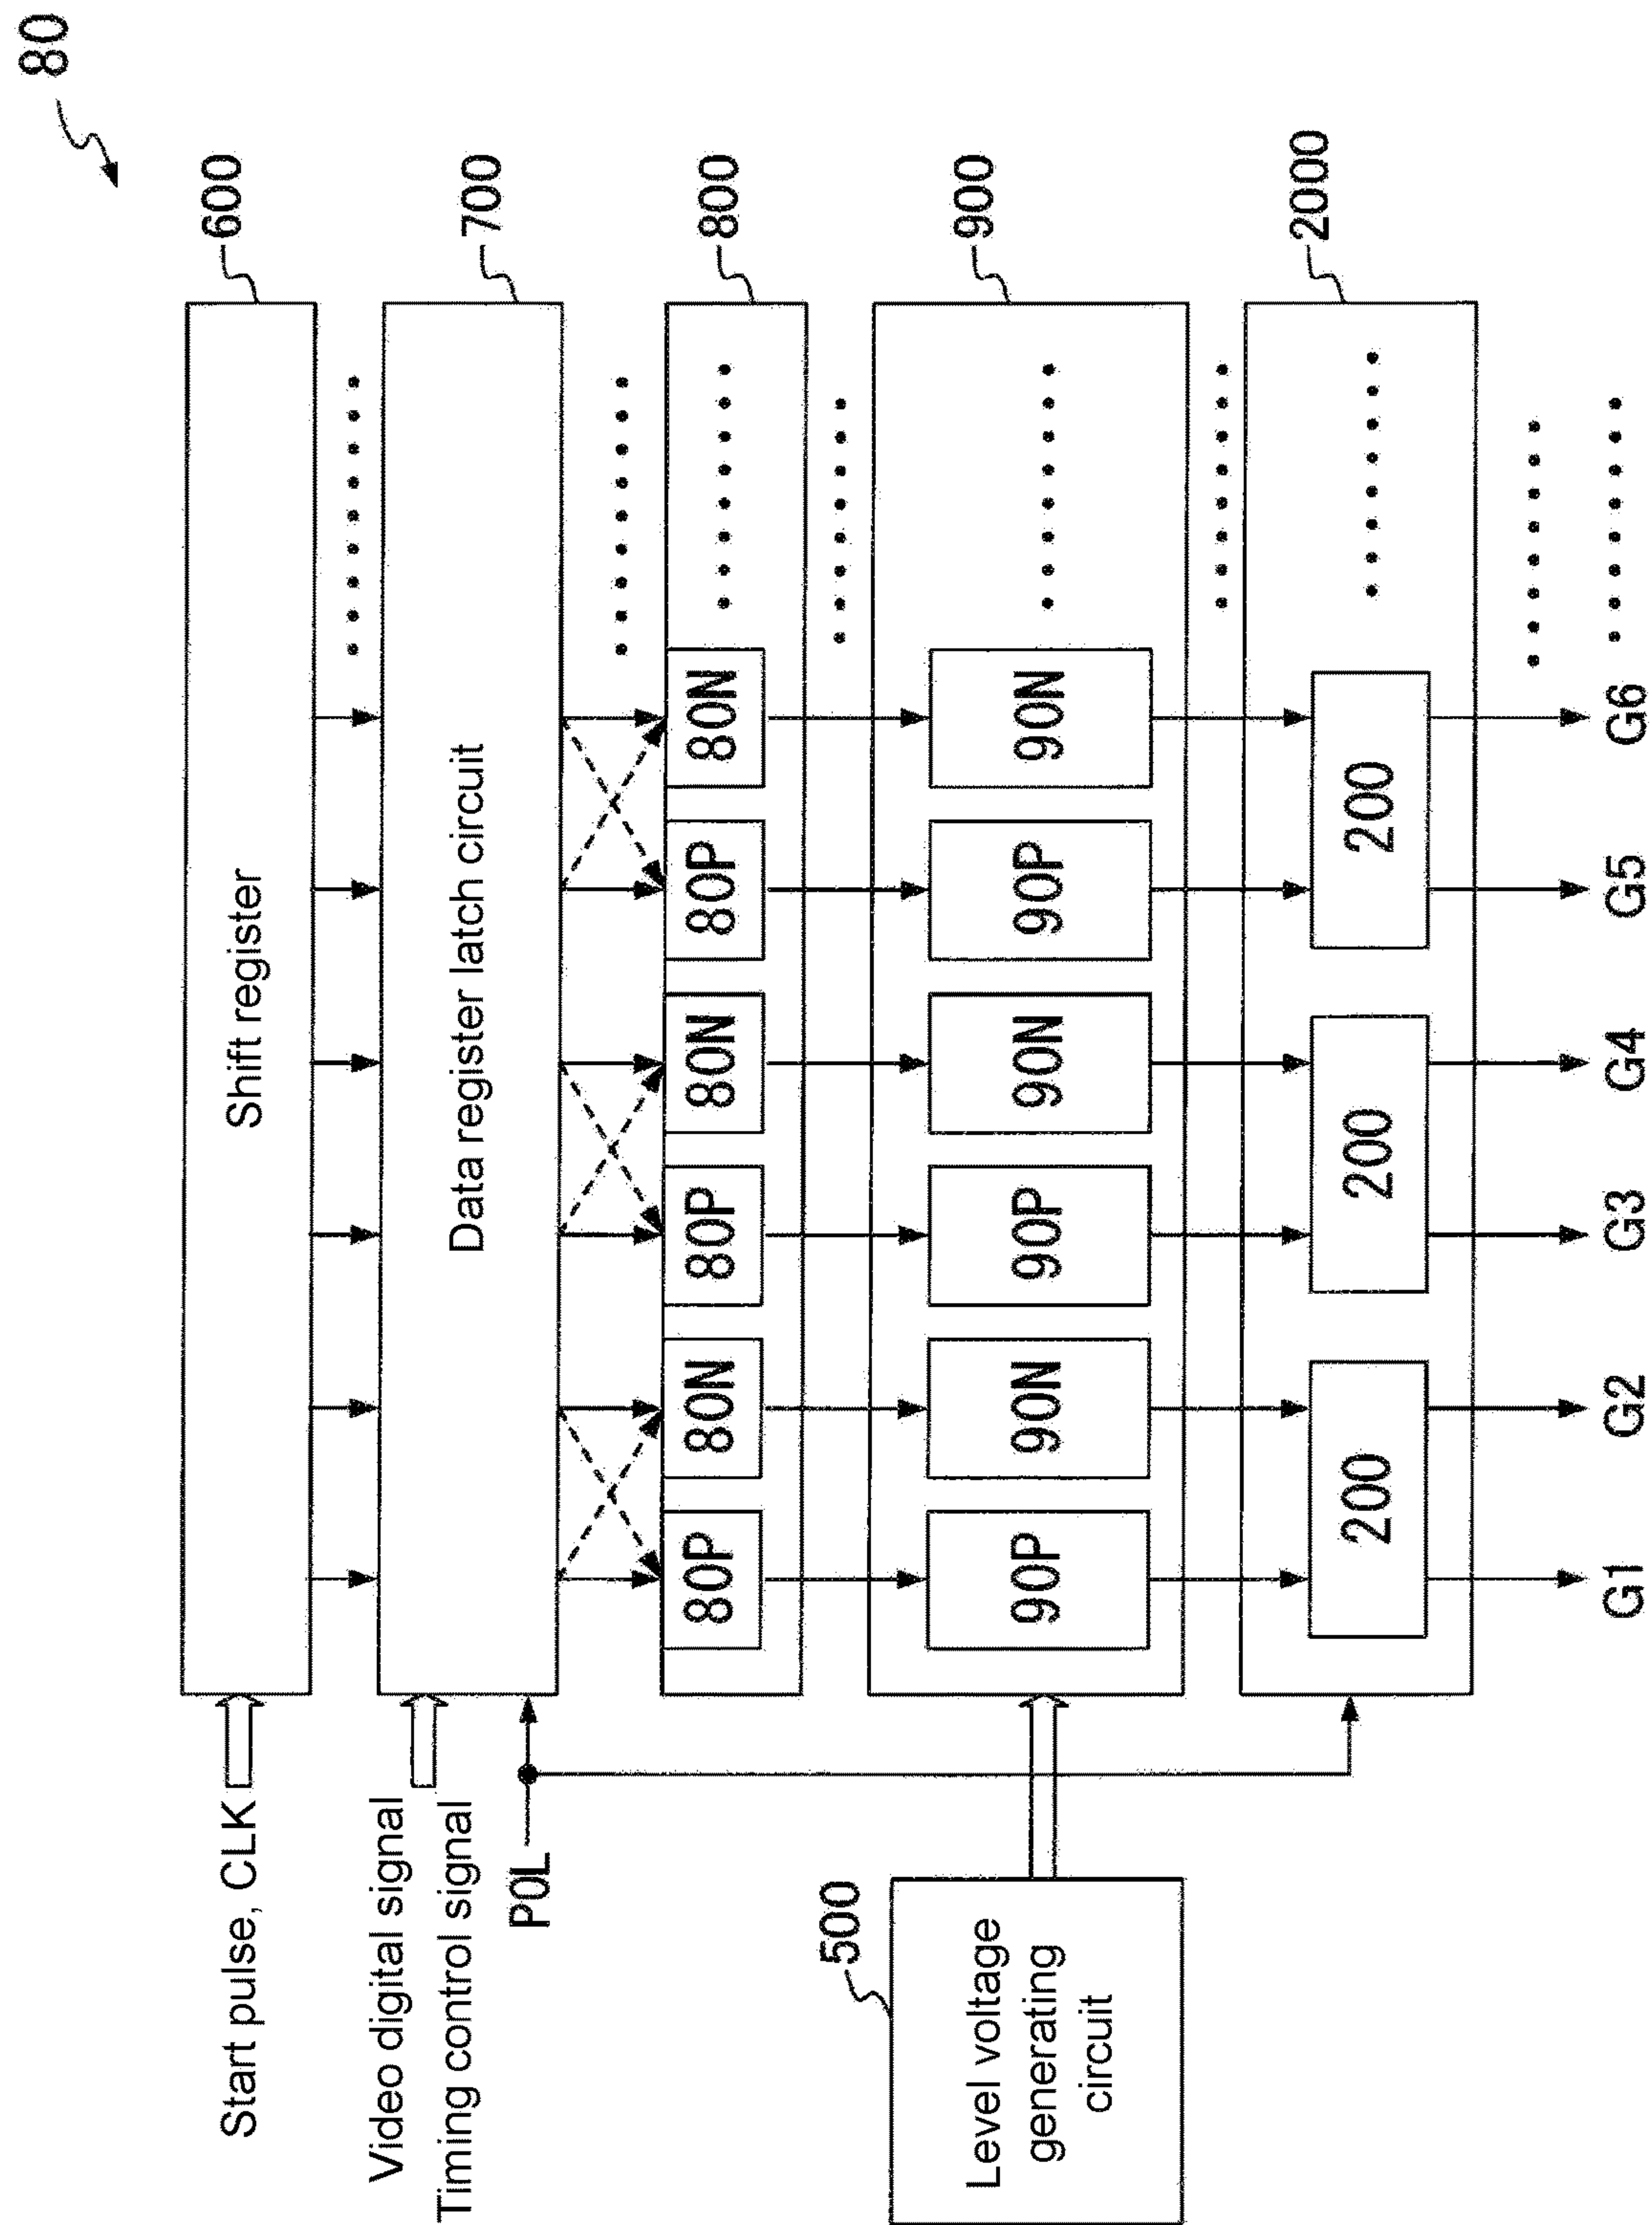 80
600
700
800
900
2000
Start pulse, CLK
Shift register
Video digital signal
Timing control signal
Data register latch circuit
POL
80P 80N 80P 80N 80P 80N
500
Level voltage
generating
circuit
90P 90N 90P 90N 90P 90N
200 200 200
G1 G2 G3 G4 G5 G6